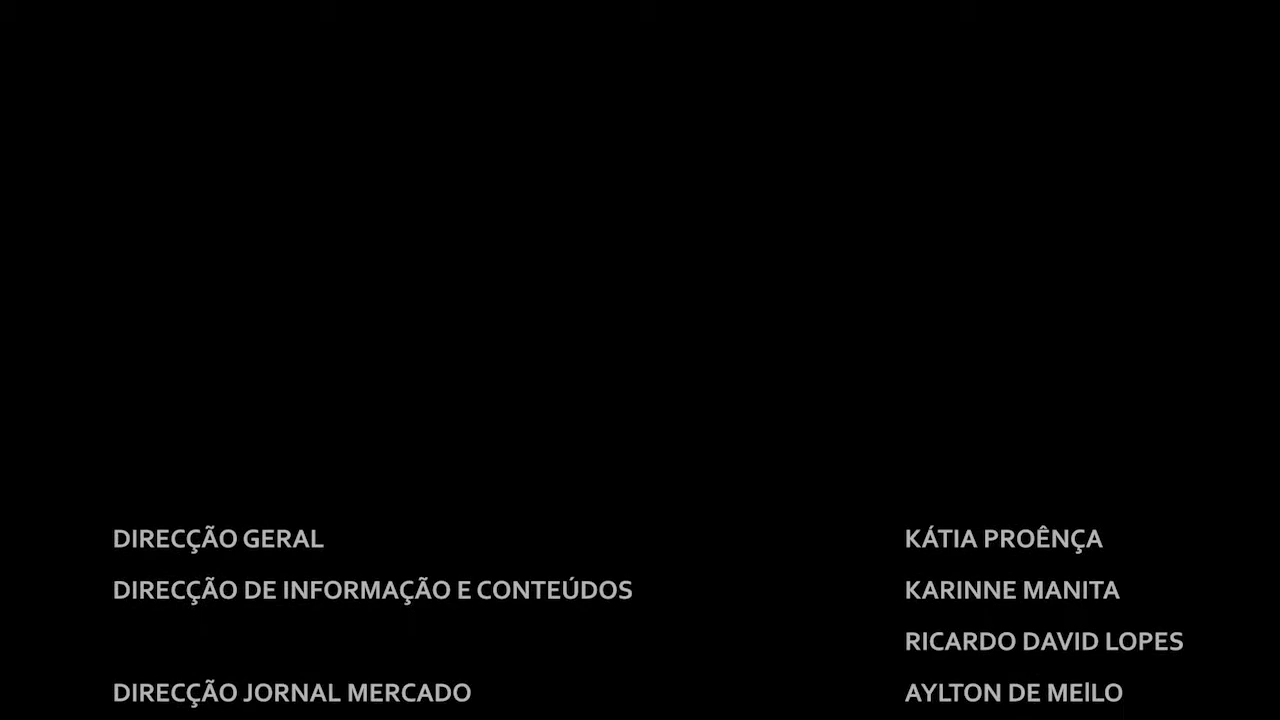 DIRECÇÃO GERAL KÁTIA PROÊNÇA
DIRECÇÃO DE INFORMAÇÃO E CONTEÚDOS KARINNE MANITA
RICARDO DAVID LOPES
DIRECÇÃO JORNAL MERCADO AYLTON DE MElLO